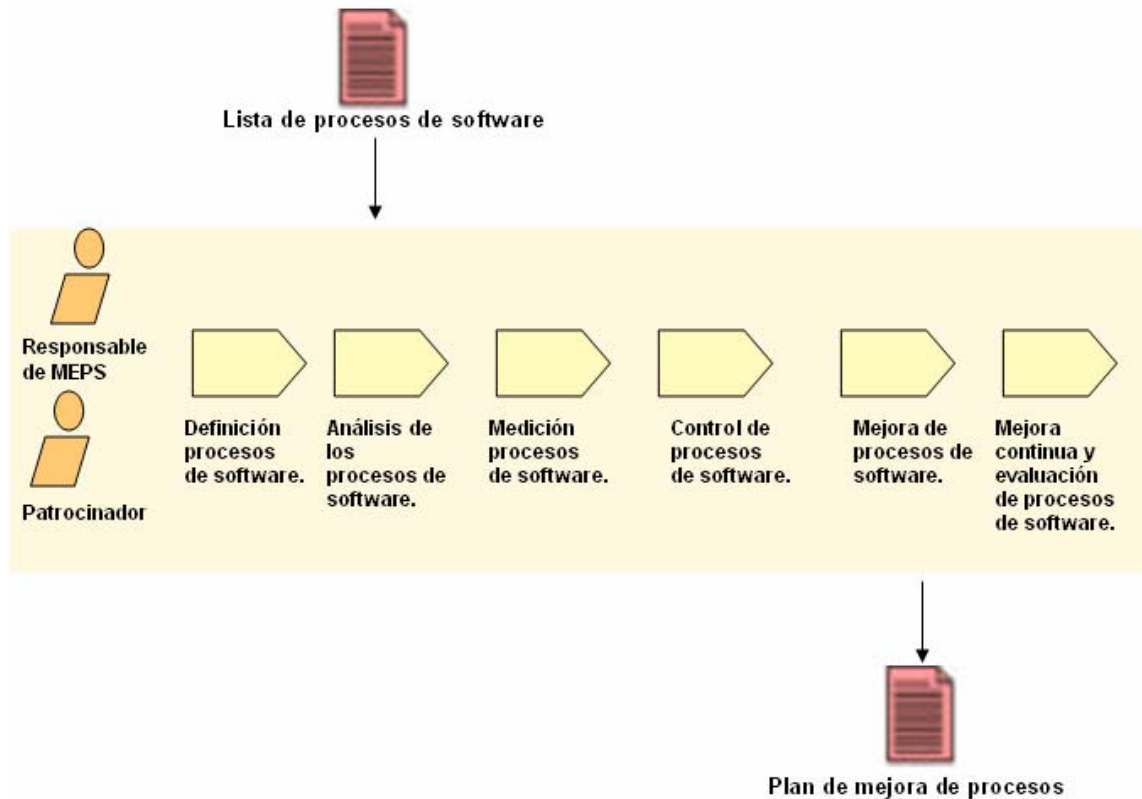 Lista de procesos de software
Responsable
de MEPS
Patrocinador
Definición
procesos
de software.
Análisis de
los
procesos de
software.
Medición
procesos
de software.
Control de
procesos
de software.
Mejora de
procesos de
software.
Mejora
continua y
evaluación
de procesos
de software.
Plan de mejora de procesos